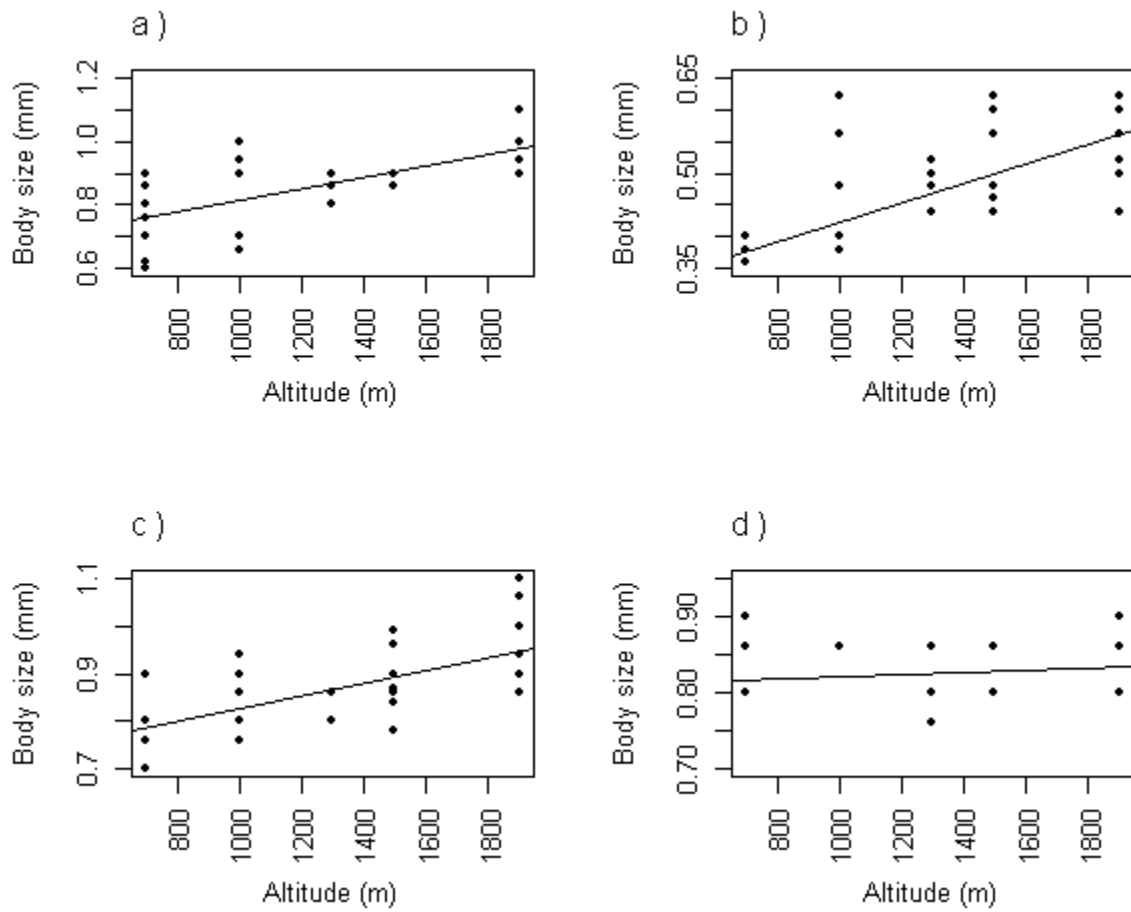 a )
Body size (mm)
1.2
1.0
0.8
0.6
800 1000 1200 1400 1600 1800
Altitude (m)
b )
Body size (mm)
0.65
0.50
0.35
800 1000 1200 1400 1600 1800
Altitude (m)
c )
Body size (mm)
1.1
0.9
0.7
800 1000 1200 1400 1600 1800
Altitude (m)
d )
Body size (mm)
0.90
0.80
0.70
800 1000 1200 1400 1600 1800
Altitude (m)